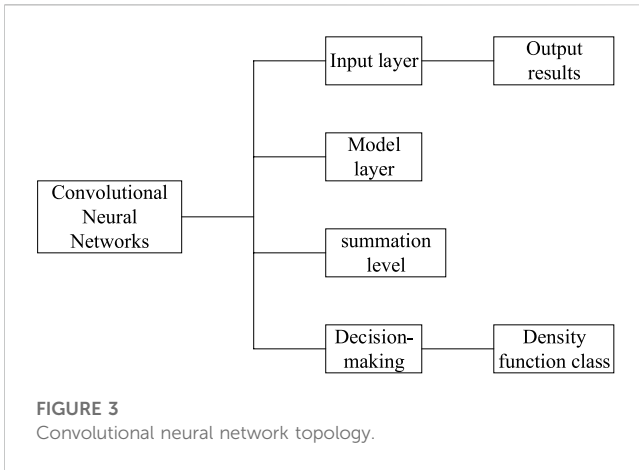 Input layer
Output
results
Model
layer
Convolutional
Neural
Networks
summation
level
Decision-
making
Density
function class
FIGURE 3
Convolutional neural network topology.